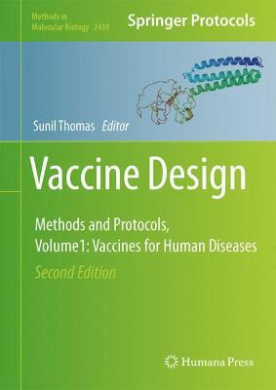 Methods in
Molecular Biology 2410
Springer Protocols
Sunil Thomas Editor
Vaccine Design
Methods and Protocols,
Volume1: Vaccines for Human Diseases
Second Edition
Humana Press